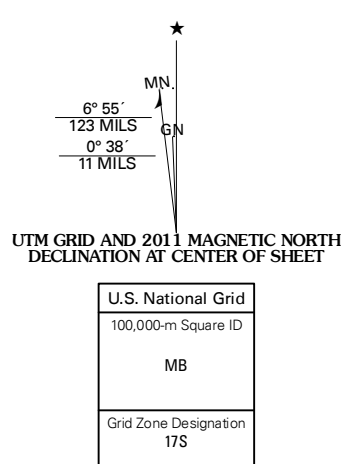 ★
MN.
6° 55´
123 MILS
GN
0° 38´
11 MILS
UTM GRID AND 2011 MAGNETIC NORTH
DECLINATION AT CENTER OF SHEET
U.S. National Grid
100,000-m Square ID
MB
Grid Zone Designation
17S